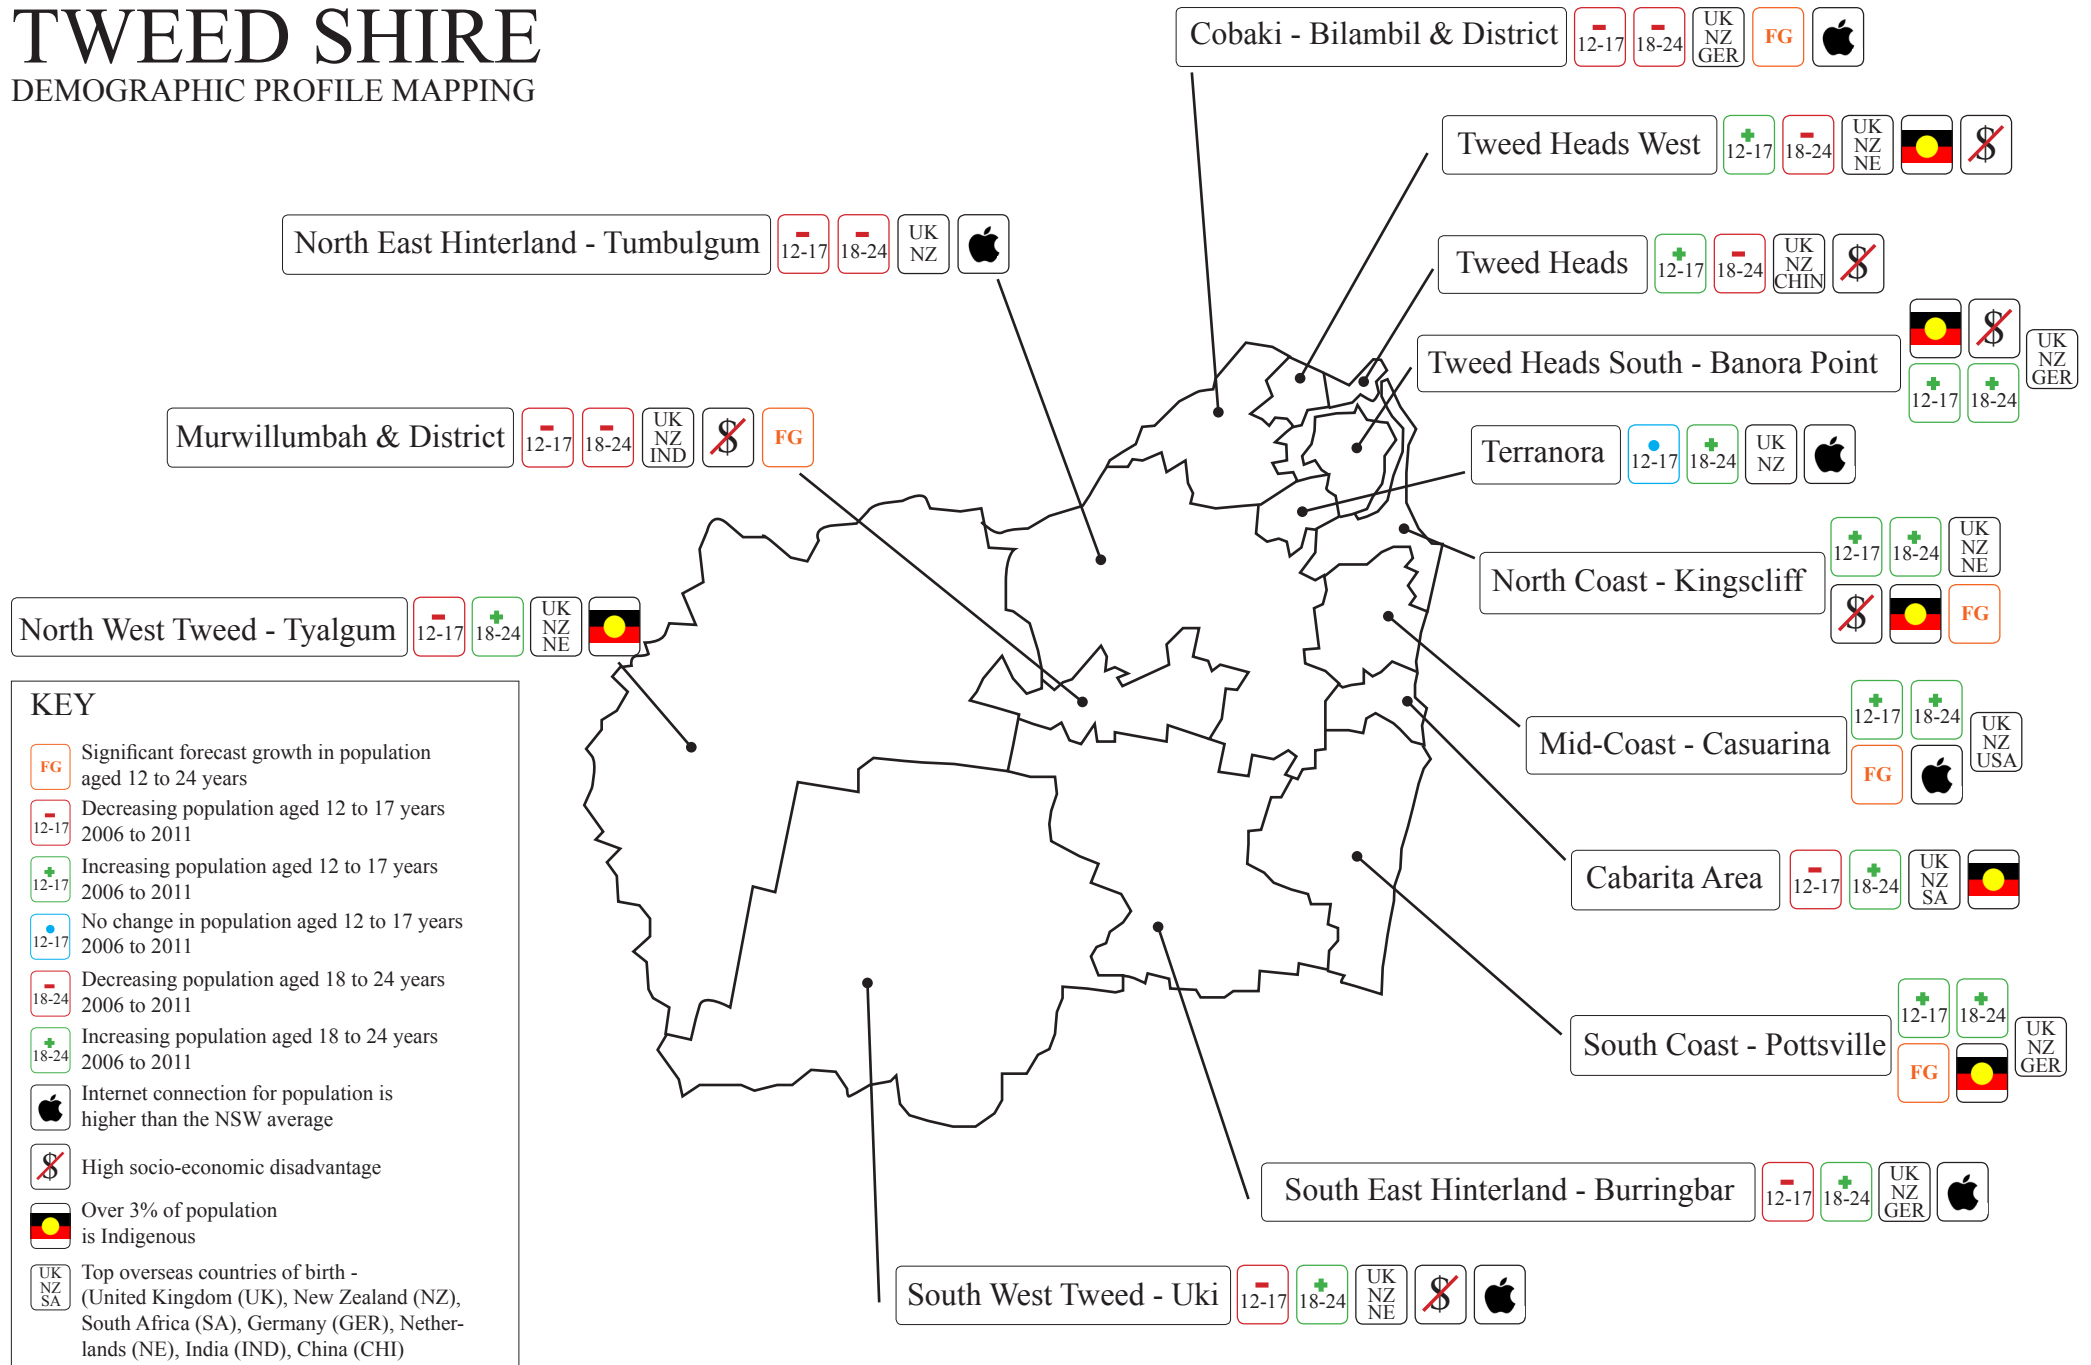 TWEED SHIRE
DEMOGRAPHIC PROFILE MAPPING
Cobaki - Bilambil & District
12-17
18-24
UK
NZ
GER
FG
Tweed Heads West
12-17
18-24
UK
NZ
NE
$
North East Hinterland - Tumbulgum
12-17
18-24
UK
NZ
Tweed Heads
12-17
18-24
UK
NZ
CHIN
$
Tweed Heads South - Banora Point
$
12-17
18-24
UK
NZ
GER
Murwillumbah & District
12-17
18-24
UK
NZ
IND
$
FG
Terranora
12-17
18-24
UK
NZ
North Coast - Kingscliff
12-17
18-24
UK
NZ
NE
$
FG
North West Tweed - Tyalgum
12-17
18-24
UK
NZ
NE
Mid-Coast - Casuarina
12-17
18-24
FG
UK
NZ
USA
Cabarita Area
12-17
18-24
UK
NZ
SA
South Coast - Pottsville
12-17
18-24
FG
UK
NZ
GER
South East Hinterland - Burringbar
12-17
18-24
UK
NZ
GER
South West Tweed - Uki
12-17
18-24
UK
NZ
NE
$
KEY
FG
Significant forecast growth in population
aged 12 to 24 years
12-17
Decreasing population aged 12 to 17 years
2006 to 2011
12-17
Increasing population aged 12 to 17 years
2006 to 2011
12-17
No change in population aged 12 to 17 years
2006 to 2011
18-24
Decreasing population aged 18 to 24 years
2006 to 2011
18-24
Increasing population aged 18 to 24 years
2006 to 2011
Internet connection for population is
higher than the NSW average
$
High socio-economic disadvantage
Over 3% of population
is Indigenous
UK
NZ
SA
Top overseas countries of birth -
(United Kingdom (UK), New Zealand (NZ),
South Africa (SA), Germany (GER), Nether-
lands (NE), India (IND), China (CHI)